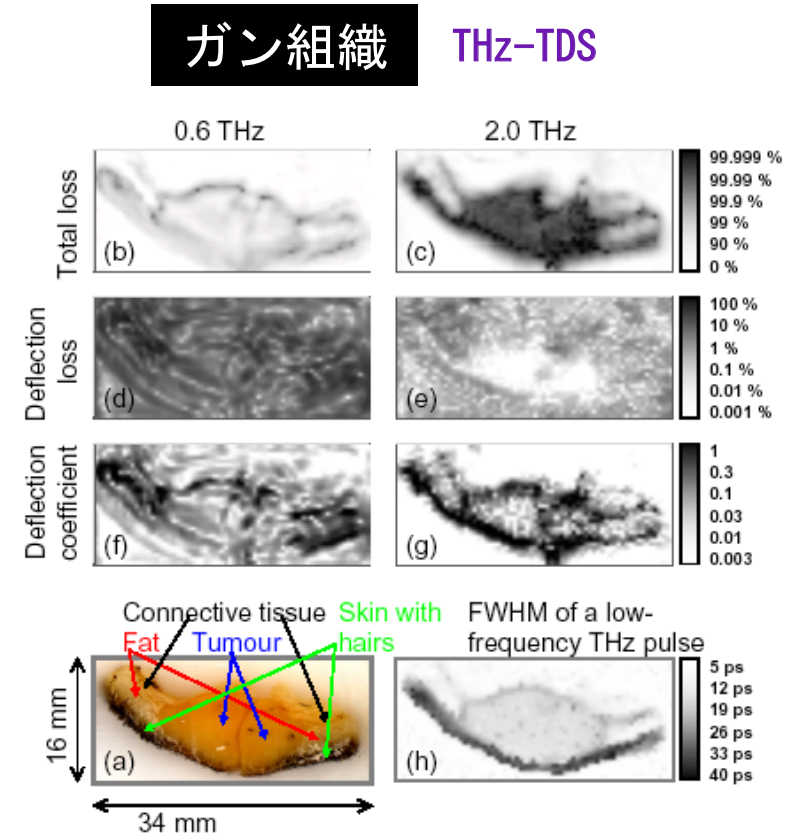 ガン組織 THz-TDS
0.6 THz 2.0 THz
Total loss
(b) (c)
99.999 %
99.99 %
99.9 %
99 %
90 %
0 %
Deflection
loss
(d) (e)
100 %
10 %
1 %
0.1 %
0.01 %
0.001 %
Deflection
coefficient
(f) (g)
1
0.3
0.1
0.03
0.01
0.003
Connective tissue
Fat Tumour
Skin with
hairs
FWHM of a low-
frequency THz pulse
16 mm
(a) (h)
5 ps
12 ps
19 ps
26 ps
33 ps
40 ps
34 mm